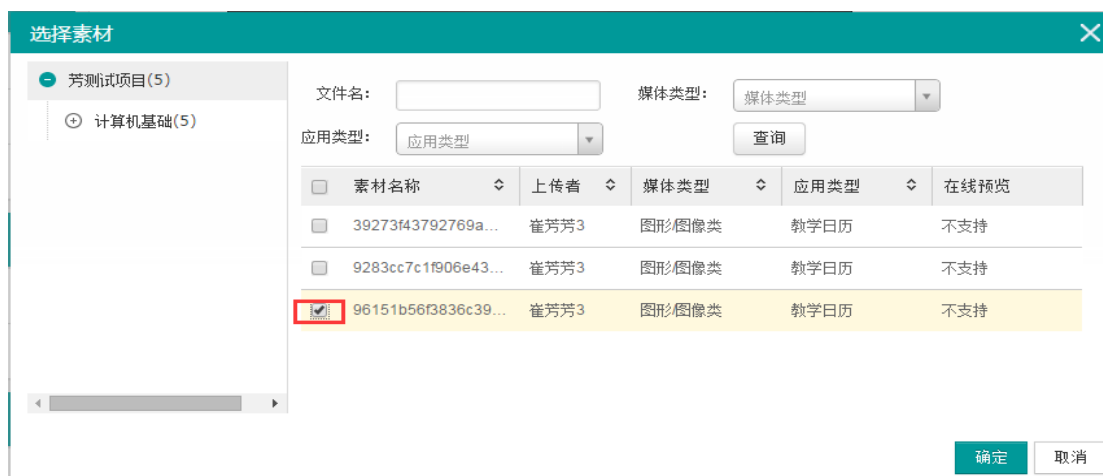 选择素材
芳测试项目(5)
计算机基础(5)
文件名: 媒体类型: 媒体类型
应用类型: 应用类型 查询
素材名称 上传者 媒体类型 应用类型 在线预览
39273f43792769a... 崔芳芳3 图形/图像类 教学日历 不支持
9283cc7c1f906e43... 崔芳芳3 图形/图像类 教学日历 不支持
96151b56f3836c39... 崔芳芳3 图形/图像类 教学日历 不支持
确定 取消